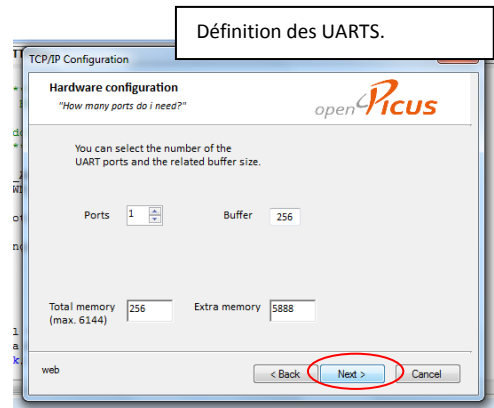 Définition des UARTS.
TCP/IP Configuration
Hardware configuration
"How many ports do i need?"
openPicus
You can select the number of the
UART ports and the related buffer size.
Ports 1 Buffer 256
Total memory 256 Extra memory 5888
(max. 6144)
web < Back Next > Cancel